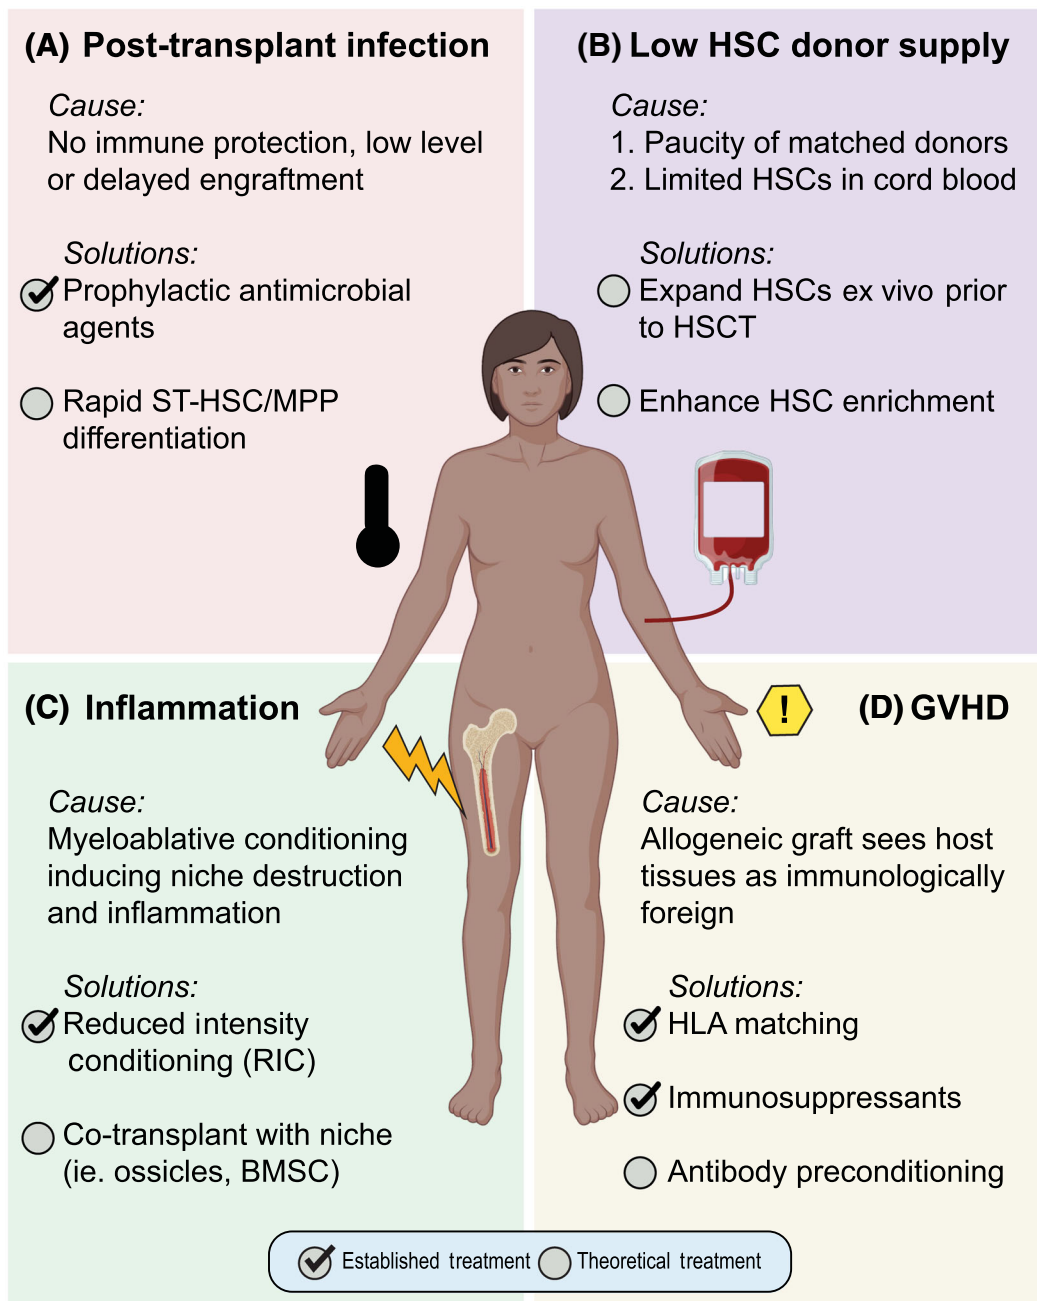 (A) Post-transplant infection
Cause:
No immune protection, low level
or delayed engraftment
Solutions:
Prophylactic antimicrobial
agents
Rapid ST-HSC/MPP
differentiation
(B) Low HSC donor supply
Cause:
1. Paucity of matched donors
2. Limited HSCs in cord blood
Solutions:
Expand HSCs ex vivo prior
to HSCT
Enhance HSC enrichment
(C) Inflammation
Cause:
Myeloablative conditioning
inducing niche destruction
and inflammation
Solutions:
Reduced intensity
conditioning (RIC)
Co-transplant with niche
(ie. ossicles, BMSC)
!
(D) GVHD
Cause:
Allogeneic graft sees host
tissues as immunologically
foreign
Solutions:
HLA matching
Immunosuppressants
Antibody preconditioning
Established treatment
Theoretical treatment